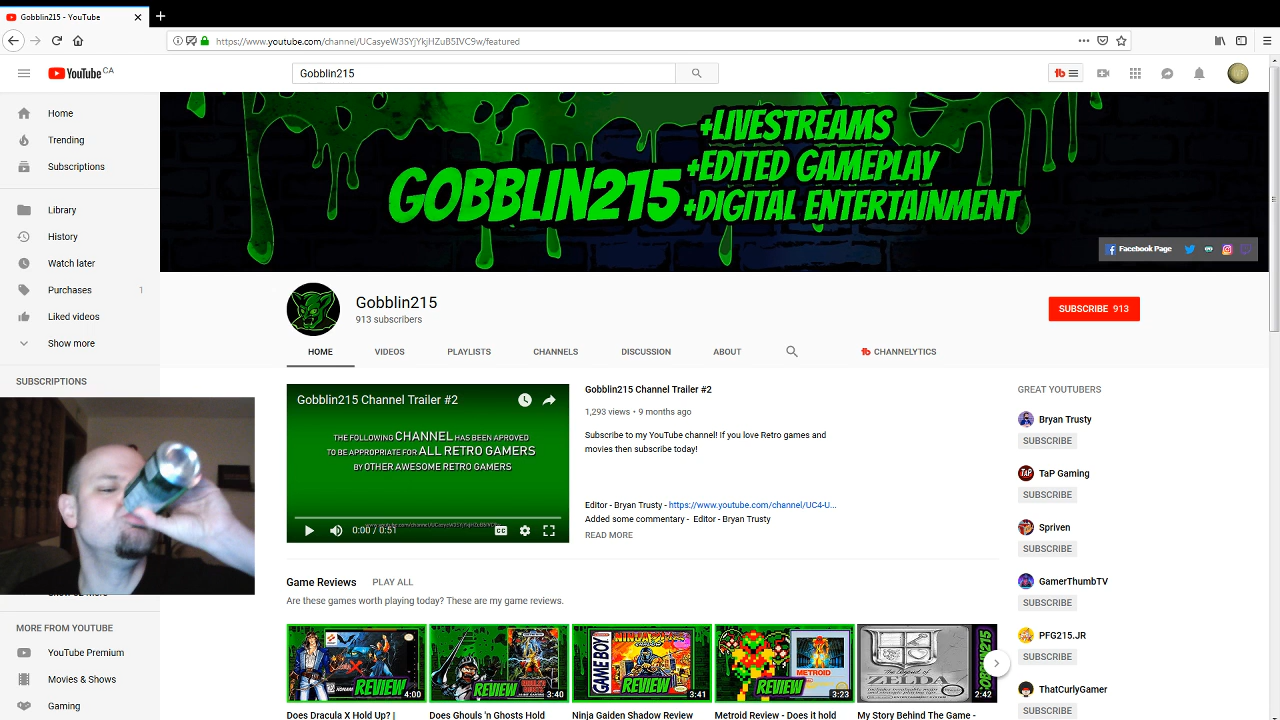 Gobblin215 - YouTube
https://www.youtube.com/channel/UCasyeW3SYjYkjHZuB5IVC9w/featured
YouTube CA
Gobblin215
Home
Trending
Subscriptions
Library
History
Watch later
Purchases 1
Liked videos
Show more
SUBSCRIPTIONS
MORE FROM YOUTUBE
YouTube Premium
Movies & Shows
Gaming
GOBBLIN215
+LIVESTREAMS
+EDITED GAMEPLAY
+DIGITAL ENTERTAINMENT
Facebook Page
Gobblin215
913 subscribers
SUBSCRIBE 913
HOME VIDEOS PLAYLISTS CHANNELS DISCUSSION ABOUT CHANNELYTICS
Gobblin215 Channel Trailer #2
THE FOLLOWING CHANNEL HAS BEEN APROVED
TO BE APPROPRIATE FOR ALL RETRO GAMERS
BY OTHER AWESOME RETRO GAMERS
0:00 / 0:51
Gobblin215 Channel Trailer #2
1,293 views • 9 months ago
Subscribe to my YouTube channel! If you love Retro games and
movies then subscribe today!
Editor - Bryan Trusty - https://www.youtube.com/channel/UC4-U...
Added some commentary - Editor - Bryan Trusty
READ MORE
GREAT YOUTUBERS
Bryan Trusty
SUBSCRIBE
TaP Gaming
SUBSCRIBE
Spriven
SUBSCRIBE
GamerThumbTV
SUBSCRIBE
PFG215.JR
SUBSCRIBE
ThatCurlyGamer
SUBSCRIBE
Game Reviews PLAY ALL
Are these games worth playing today? These are my game reviews.
KONAMI
REVIEW
4:00
REVIEW
3:40
GAME BOY
NINJA GAIDEN
REVIEW
3:41
METROID
REVIEW
3:23
ZELDA
2:42
Does Dracula X Hold Up? |
Does Ghouls 'n Ghosts Hold
Ninja Gaiden Shadow Review
Metroid Review - Does it hold
My Story Behind The Game -